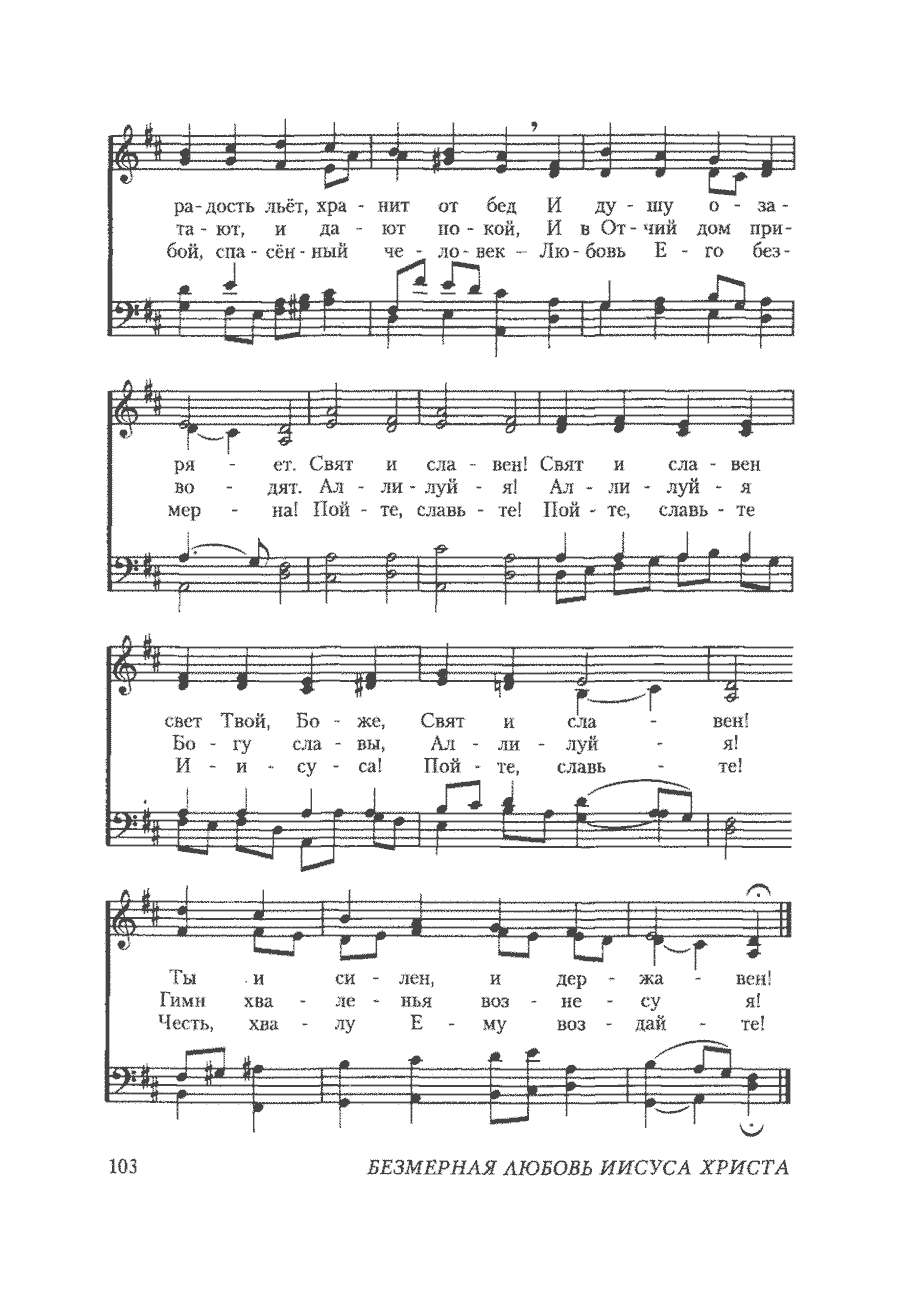 ра- дость льёт, хра - нит от бед И ду - шу о - за -
та - ют, и да - ют по - кой, И в От - чий дом при-
бой, спа - сён - ный че - ло - век – Лю - бовь Е - го без-
ря - ет. Свят и сла - вен! Свят и сла - вен
во - дят. Ал - ли - луй - я! Ал - ли - луй - я
мер - на! Пой - те, славь - те! Пой - те, славь - те
свет Твой, Бо - же, Свят и сла - вен!
Бо - гу сла - вы, Ал - ли - луй - я!
И - и - су - са! Пой - те, славь - те!
Ты и си - лен, и дер - жа - вен!
Гимн хва - ле - нья воз - не - су я!
Честь, хва - лу Е - му воз - дай - те!
103 БЕЗМЕРНАЯ ЛЮБОВЬ ИИСУСА ХРИСТА